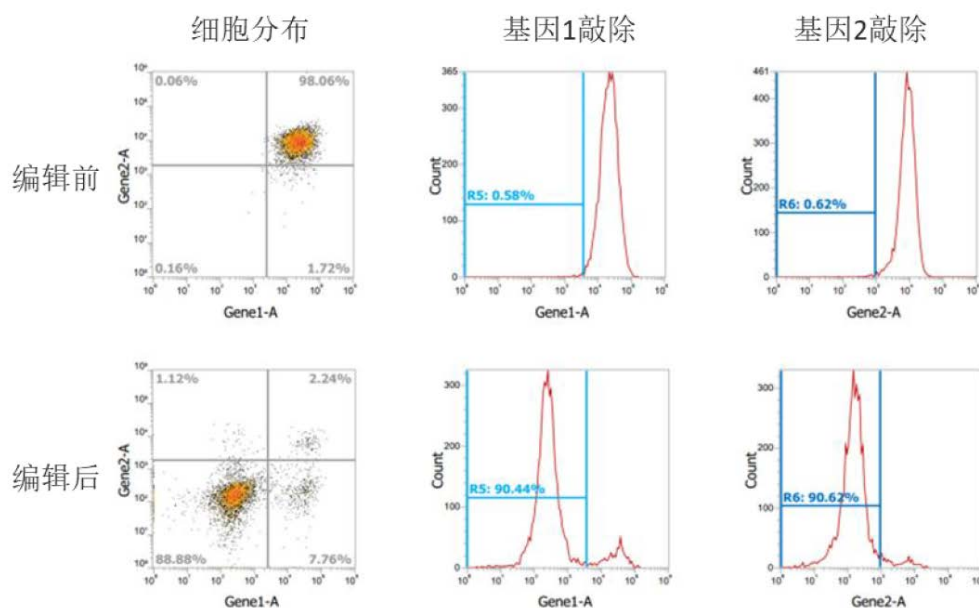 细胞分布
基因1敲除
基因2敲除
编辑前
0.06%
98.06%
0.16%
1.72%
Gene2-A
Gene1-A
365
300
200
100
0
Count
R5: 0.58%
Gene1-A
461
400
300
200
100
0
Count
R6: 0.62%
Gene2-A
编辑后
1.12%
2.24%
88.88%
7.76%
Gene2-A
Gene1-A
300
200
100
0
Count
R5: 90.44%
Gene1-A
300
200
100
0
Count
R6: 90.62%
Gene2-A